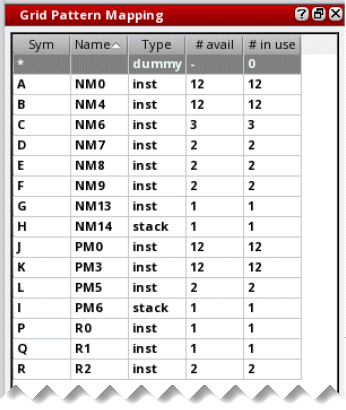 Grid Pattern Mapping
Sym Name Type # avail # in use
* dummy - 0
A NM0 inst 12 12
B NM4 inst 12 12
C NM6 inst 3 3
D NM7 inst 2 2
E NM8 inst 2 2
F NM9 inst 2 2
G NM13 inst 1 1
H NM14 stack 1 1
J PM0 inst 12 12
K PM3 inst 12 12
L PM5 inst 2 2
I PM6 stack 1 1
P R0 inst 1 1
Q R1 inst 1 1
R R2 inst 2 2